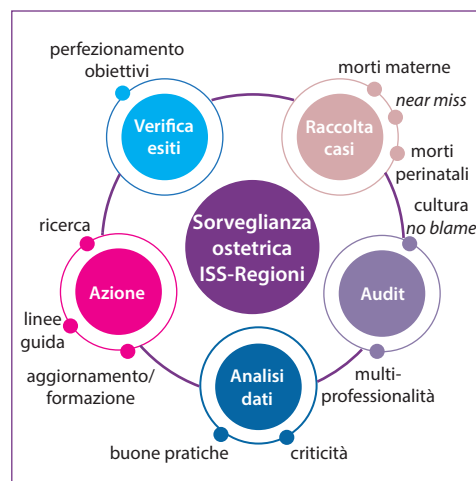 perfezionamento
obiettivi
Verifica
esiti
morti materne
near miss
Raccolta
casi
morti
perinatali
cultura
no blame
Sorveglianza
ostetrica
ISS-Regioni
ricerca
Azione
linee
guida
aggiornamento/
formazione
Audit
multi-
professionalità
Analisi
dati
buone pratiche
criticità